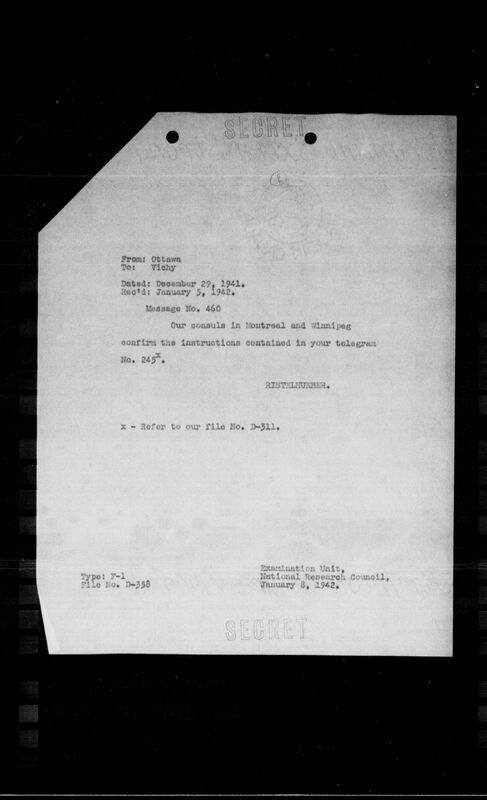 SECRET
From: Ottawa
To: Vichy
Dated: December 29, 1941.
Rec'd: January 5, 1942.
Message No. 460
Our consuls in Montreal and Winnipeg
confirm the instructions contained in your telegram
No. 245x.
RISTELHUEBER.
x - Refer to our file No. D-311.
Examination Unit,
Type: F-1
National Research Council,
File No. D-358
January 8, 1942.
SECRET